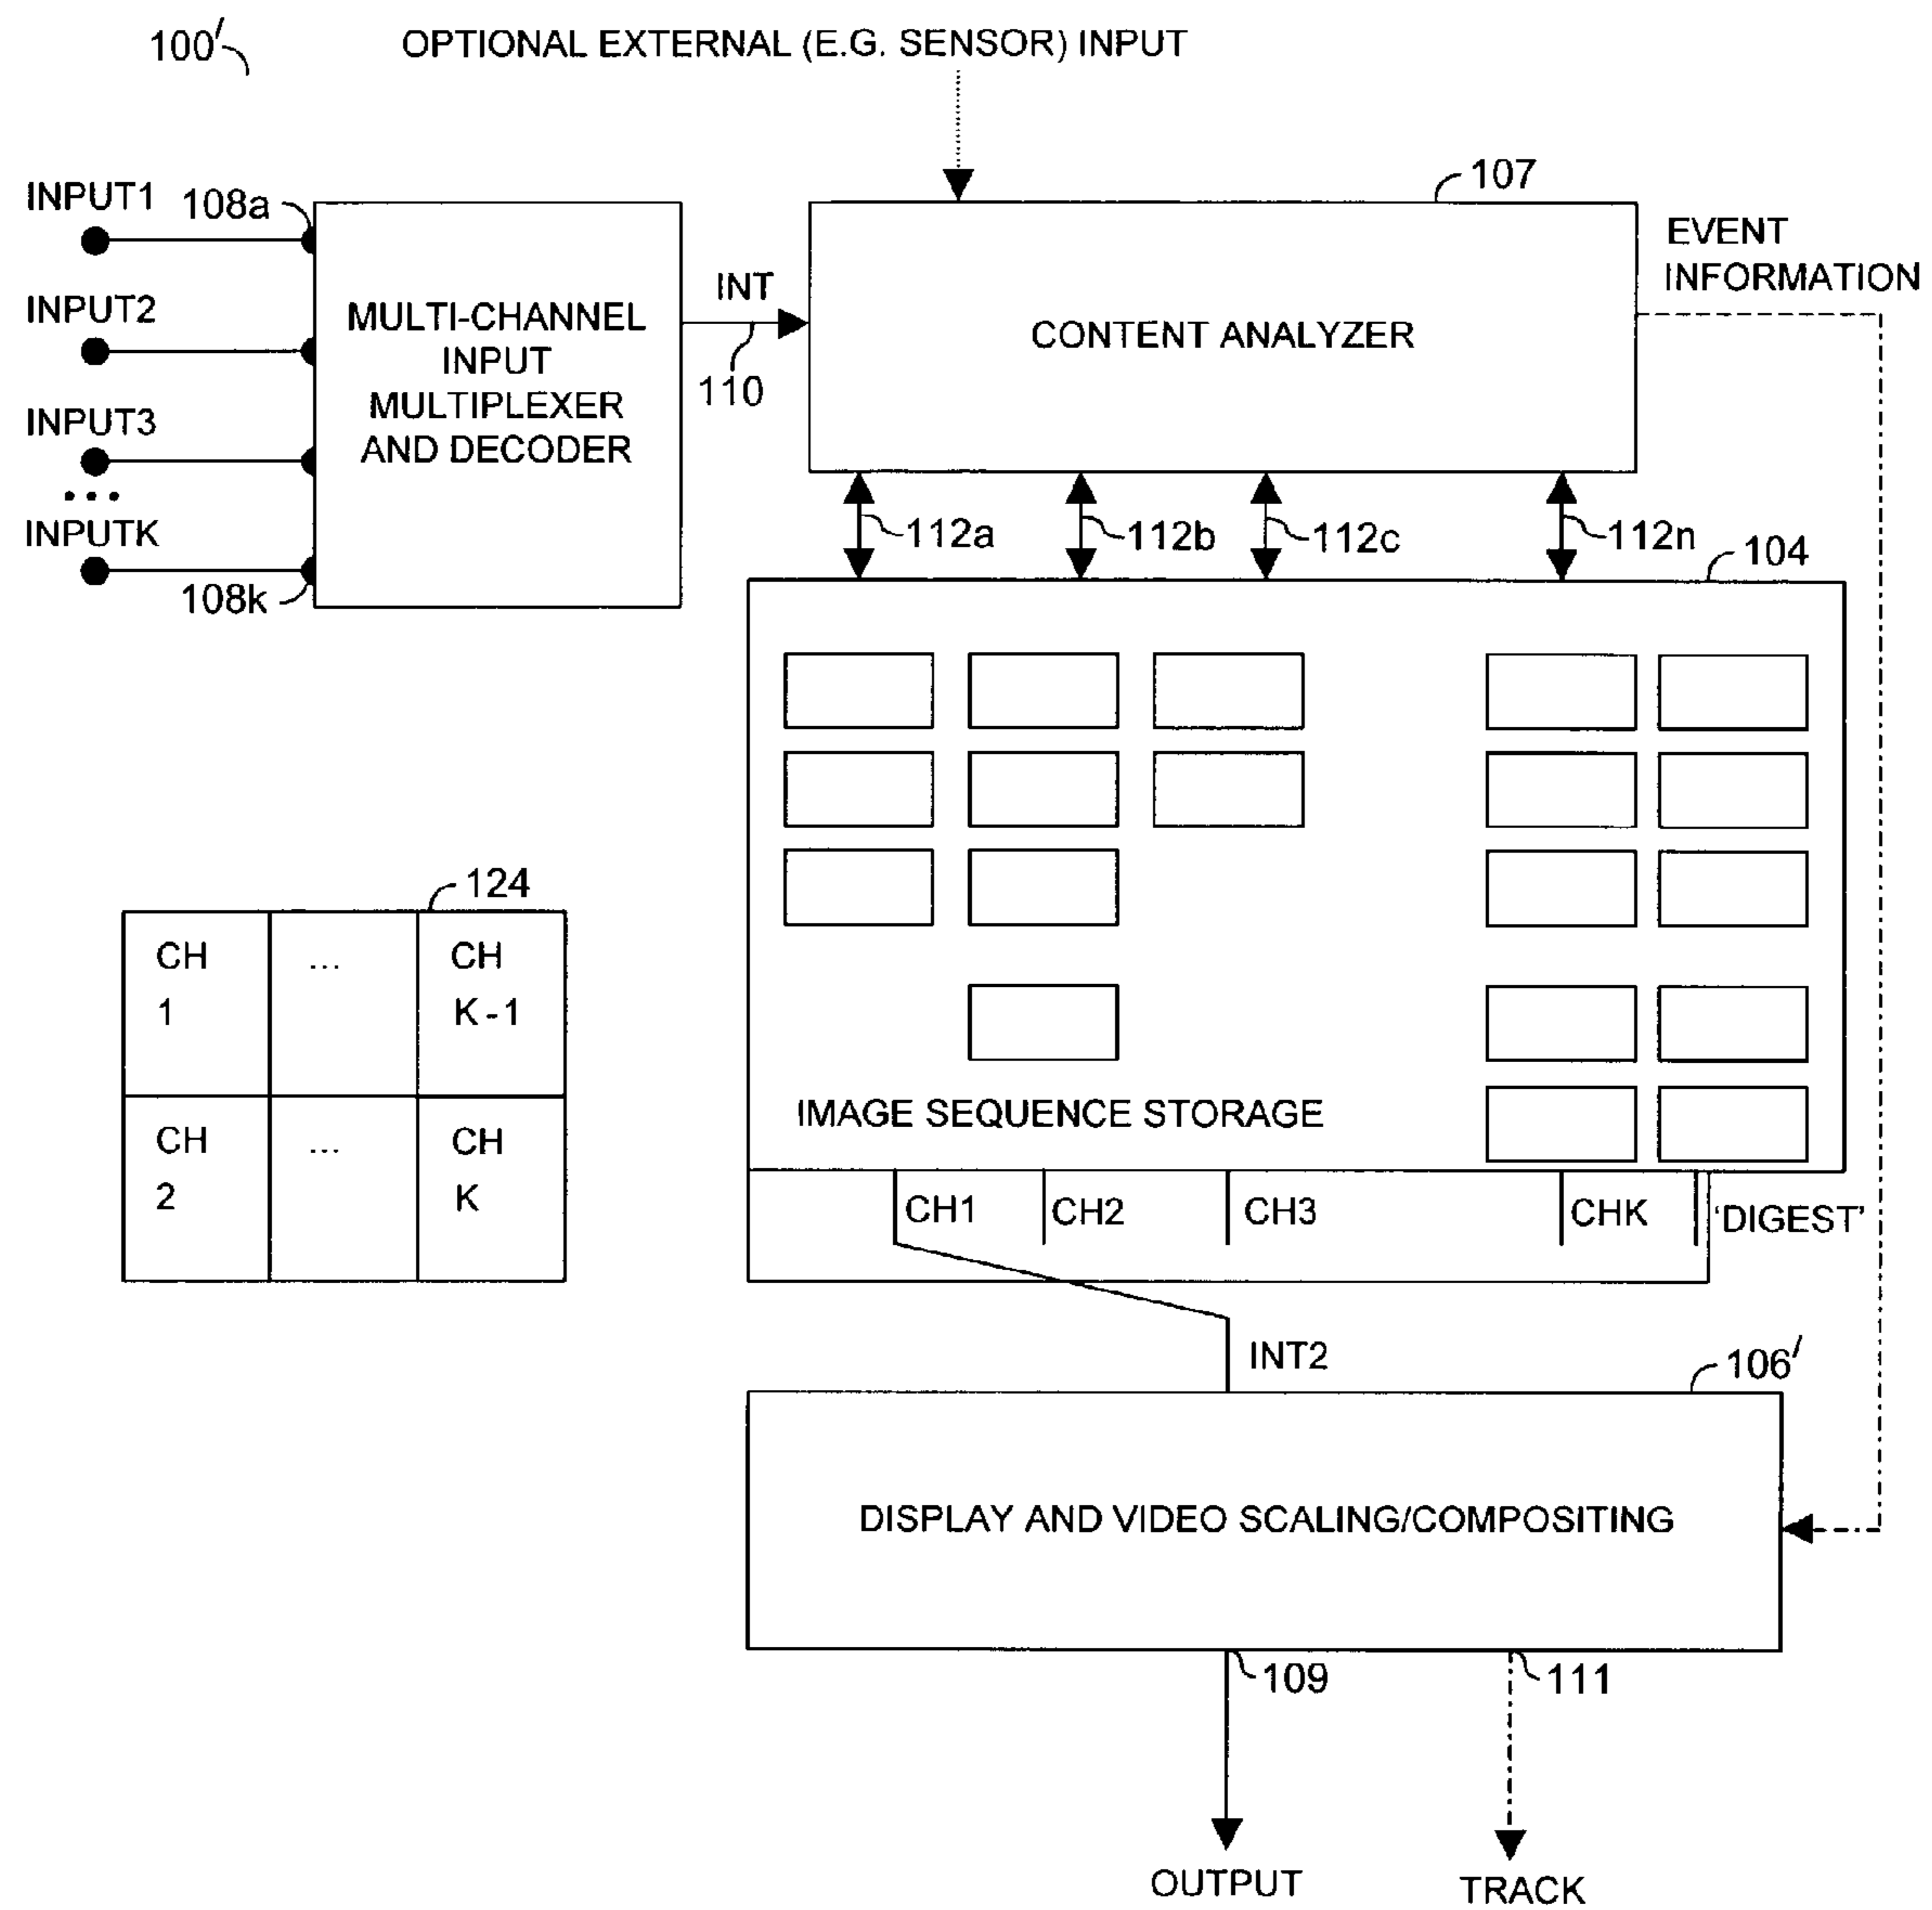 100′
OPTIONAL EXTERNAL (E.G. SENSOR) INPUT
107
INPUT1
108a
EVENT
INFORMATION
INT
INPUT2
MULTI-CHANNEL
INPUT
MULTIPLEXER
AND DECODER
CONTENT ANALYZER
110
INPUT3
...
INPUTK
108k
112a
112b
112c
112n
104
124
CH
1
...
CH
K-1
CH
2
...
CH
K
IMAGE SEQUENCE STORAGE
CH1
CH2
CH3
CHK
'DIGEST'
INT2
106′
DISPLAY AND VIDEO SCALING/COMPOSITING
109
111
OUTPUT
TRACK